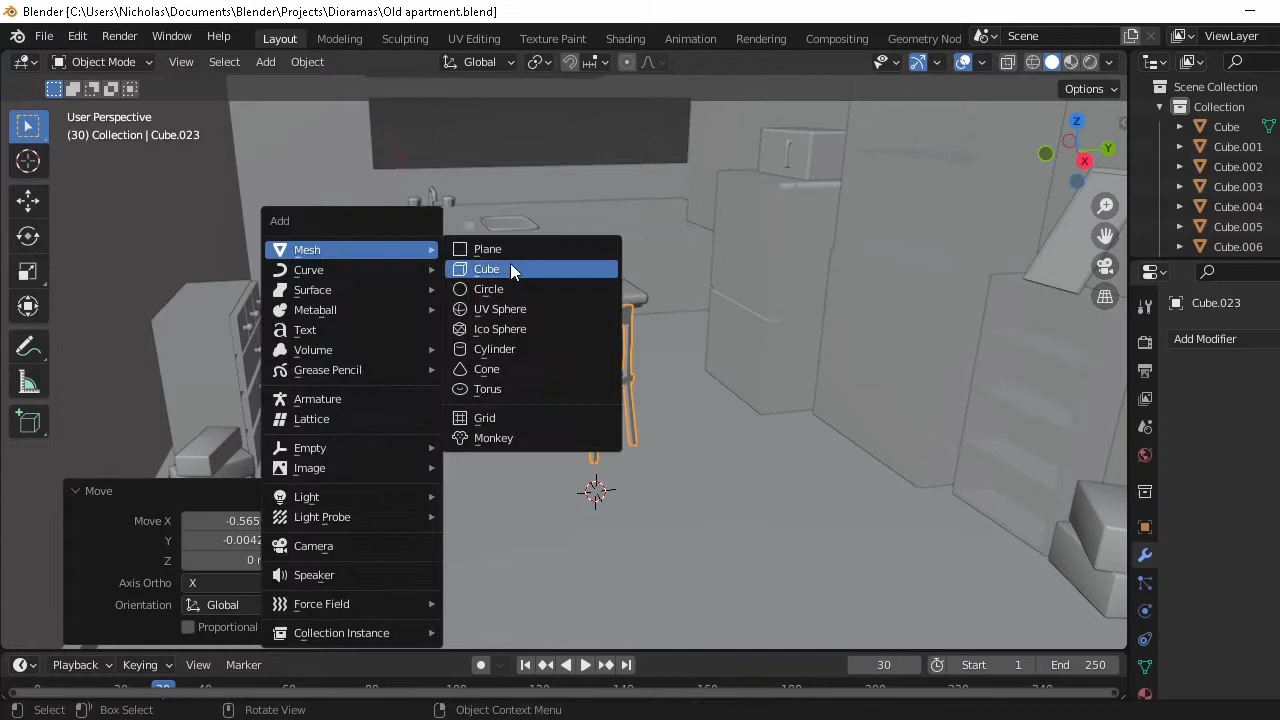 Blender [C:\Users\Nicholas\Documents\Blender\Projects\Dioramas\Old apartment.blend]
File Edit Render Window Help Layout Modeling Sculpting UV Editing Texture Paint Shading Animation Rendering Compositing Geometry Nod Scene ViewLayer
Object Mode View Select Add Object Global
Options
User Perspective
(30) Collection | Cube.023
Z
Y
X
Scene Collection
Collection
Cube
Cube.001
Cube.002
Cube.003
Cube.004
Cube.005
Cube.006
Cube.023
Add Modifier
Add
Mesh
Curve
Surface
Metaball
Text
Volume
Grease Pencil
Armature
Lattice
Empty
Image
Light
Light Probe
Camera
Speaker
Force Field
Collection Instance
Plane
Cube
Circle
UV Sphere
Ico Sphere
Cylinder
Cone
Torus
Grid
Monkey
Move
Move X -0.565
Y -0.0042
Z 0
Axis Ortho X
Orientation Global
Proportional
Playback Keying View Marker 30 Start 1 End 250
Select Box Select Rotate View Object Context Menu